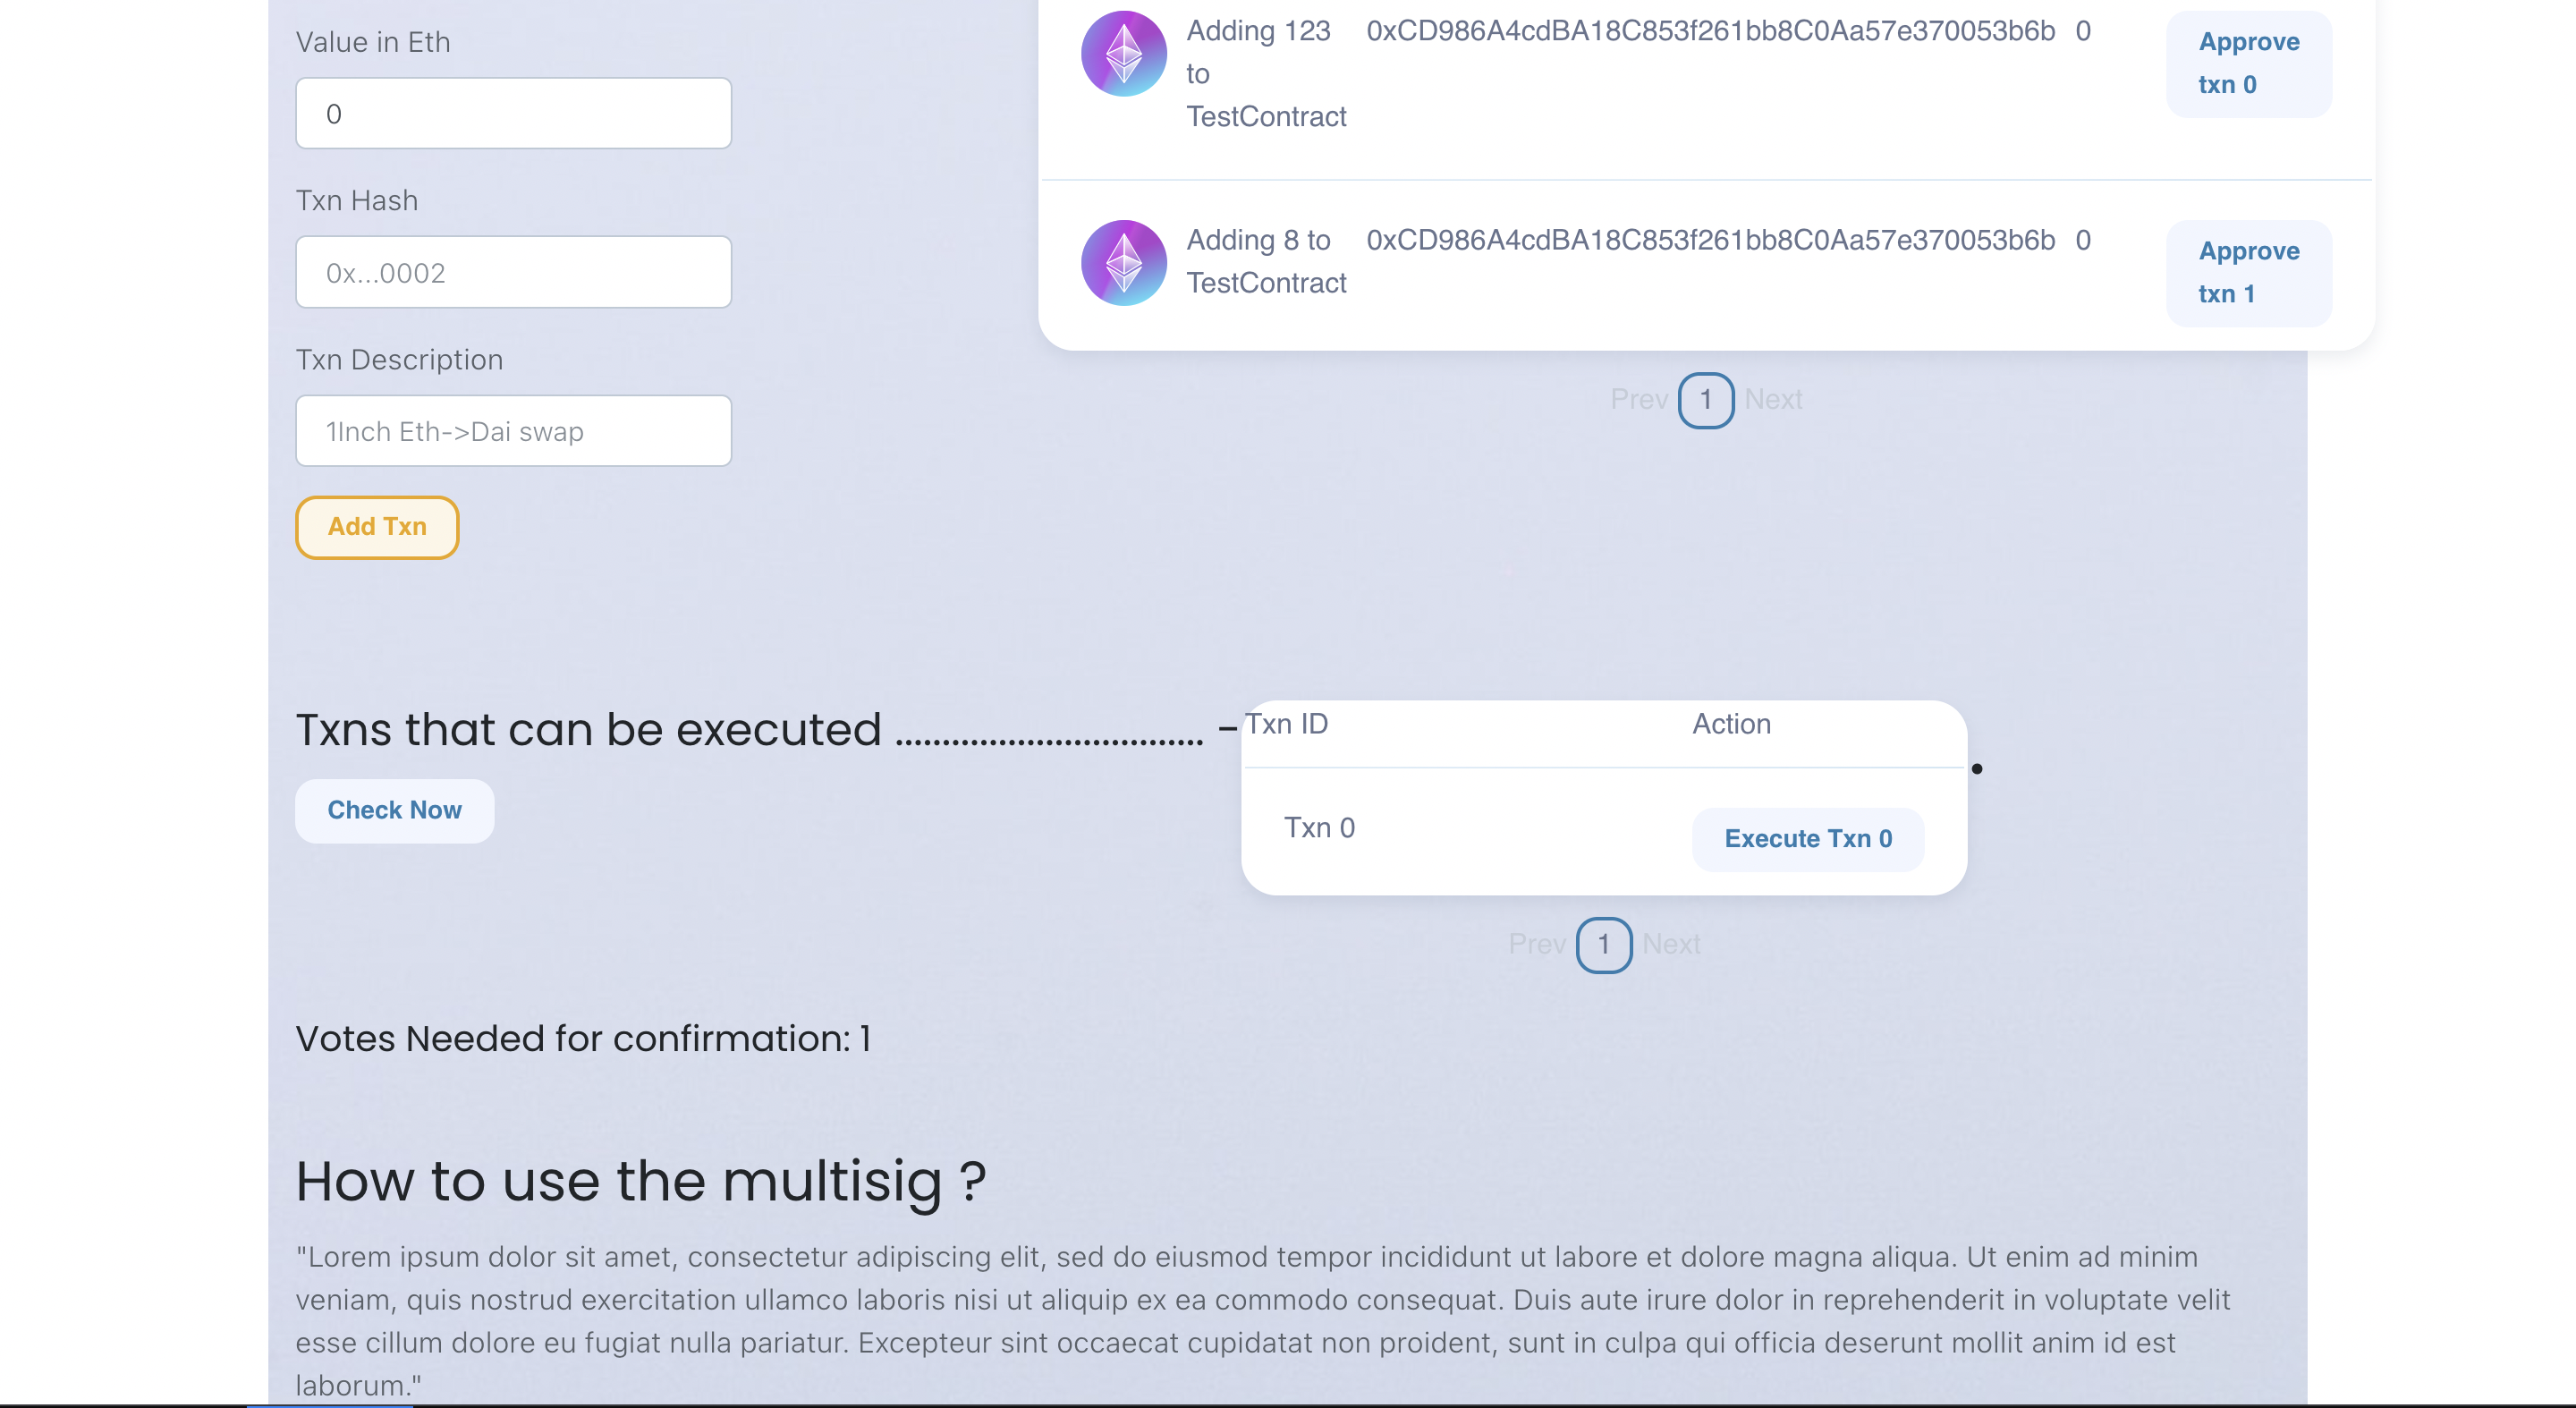 Value in Eth
0
Txn Hash
0x...0002
Txn Description
1Inch Eth->Dai swap
Add Txn
Adding 123 to TestContract 0xCD986A4cdBA18C853f261bb8C0Aa57e370053b6b 0 Approve txn 0
Adding 8 to TestContract 0xCD986A4cdBA18C853f261bb8C0Aa57e370053b6b 0 Approve txn 1
Prev 1 Next
Txns that can be executed ................................. –
Check Now
Txn ID Action
Txn 0 Execute Txn 0
Prev 1 Next
Votes Needed for confirmation: 1
How to use the multisig ?
"Lorem ipsum dolor sit amet, consectetur adipiscing elit, sed do eiusmod tempor incididunt ut labore et dolore magna aliqua. Ut enim ad minim
veniam, quis nostrud exercitation ullamco laboris nisi ut aliquip ex ea commodo consequat. Duis aute irure dolor in reprehenderit in voluptate velit
esse cillum dolore eu fugiat nulla pariatur. Excepteur sint occaecat cupidatat non proident, sunt in culpa qui officia deserunt mollit anim id est
laborum."